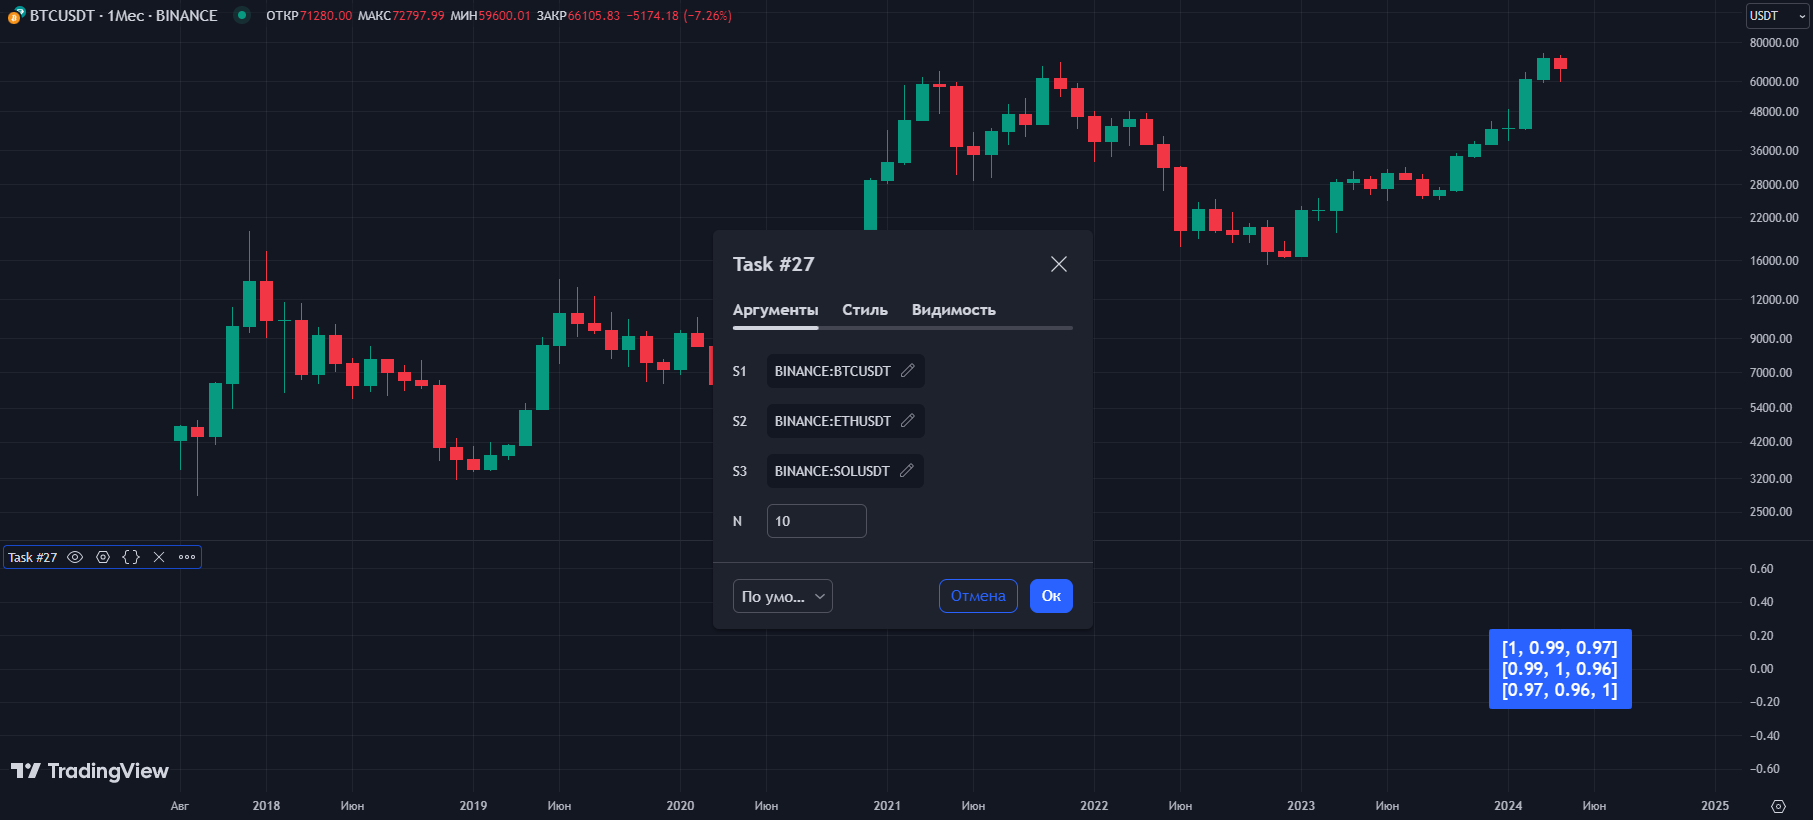 BTCUSDT · 1Мес · BINANCE ОТКР71280.00 МАКС72797.99 МИН59600.01 ЗАКР66105.83 −5174.18 (−7.26%)
USDT
80000.00
60000.00
48000.00
36000.00
28000.00
22000.00
16000.00
12000.00
9000.00
7000.00
5400.00
4200.00
3200.00
2500.00
Task #27
Аргументы Стиль Видимость
S1 BINANCE:BTCUSDT
S2 BINANCE:ETHUSDT
S3 BINANCE:SOLUSDT
N 10
По умо... Отмена Ок
Task #27
0.60
0.40
0.20
0.00
−0.20
−0.40
−0.60
[1, 0.99, 0.97]
[0.99, 1, 0.96]
[0.97, 0.96, 1]
TradingView
Авг 2018 Июн 2019 Июн 2020 Июн 2021 Июн 2022 Июн 2023 Июн 2024 Июн 2025